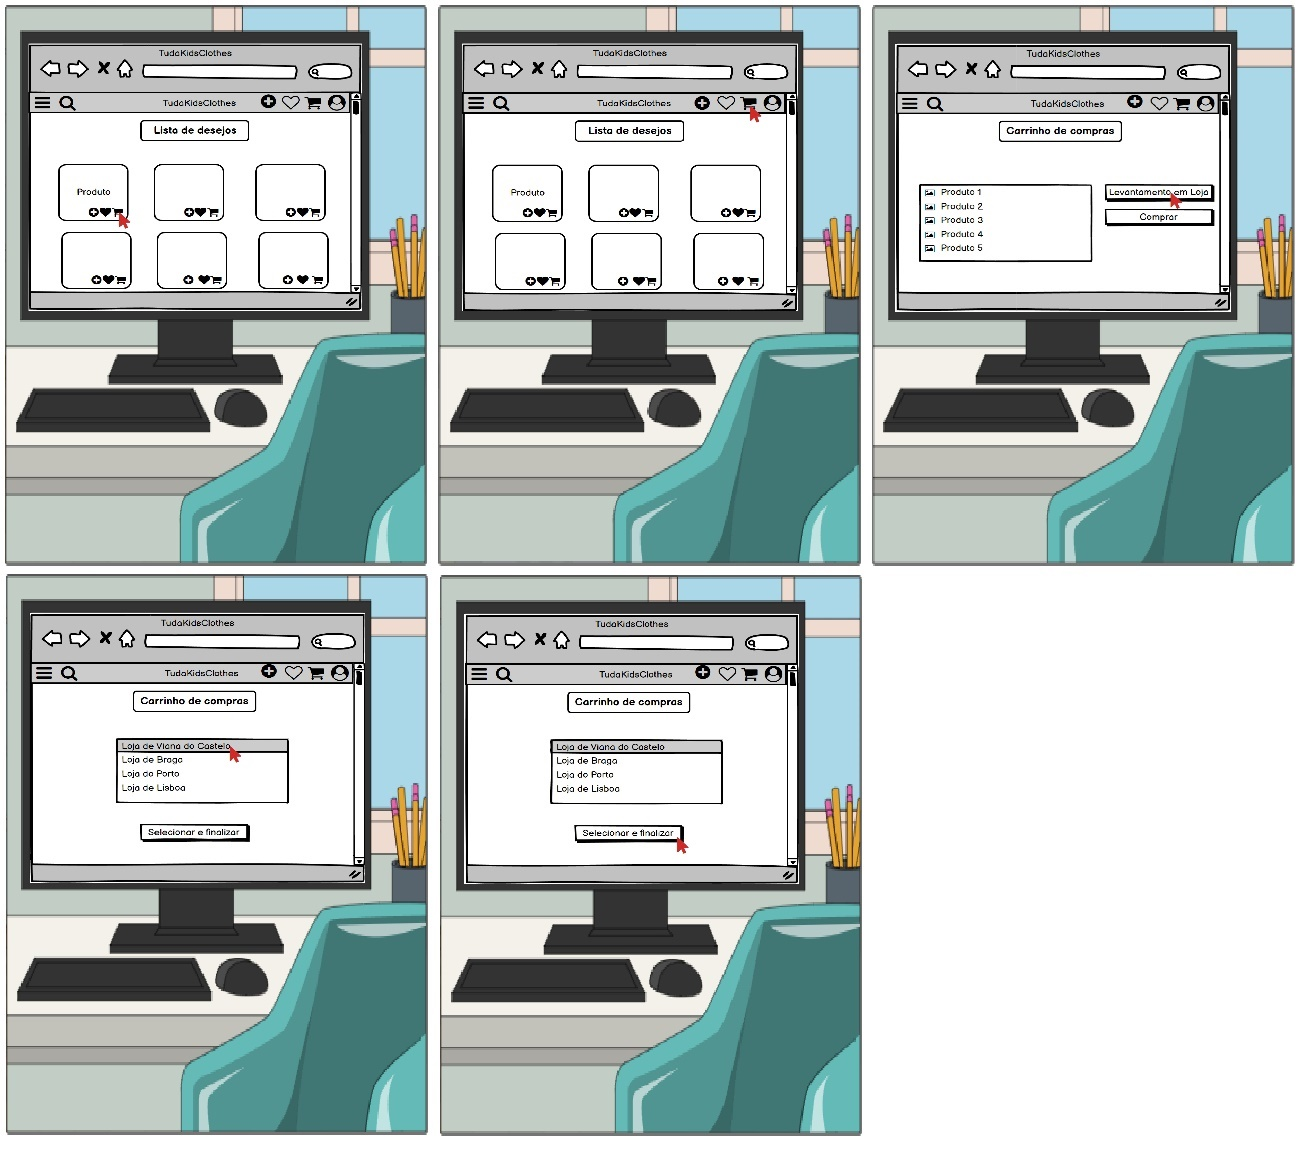 TudoKidsClothes
TudoKidsClothes
Lista de desejos
Produto
TudoKidsClothes
TudoKidsClothes
Lista de desejos
Produto
TudoKidsClothes
TudoKidsClothes
Carrinho de compras
Produto 1
Produto 2
Produto 3
Produto 4
Produto 5
Levantamento em Loja
Comprar
TudoKidsClothes
TudoKidsClothes
Carrinho de compras
Loja de Viana do Castelo
Loja de Braga
Loja do Porto
Loja de Lisboa
Selecionar e finalizar
TudoKidsClothes
TudoKidsClothes
Carrinho de compras
Loja de Viana do Castelo
Loja de Braga
Loja do Porto
Loja de Lisboa
Selecionar e finalizar